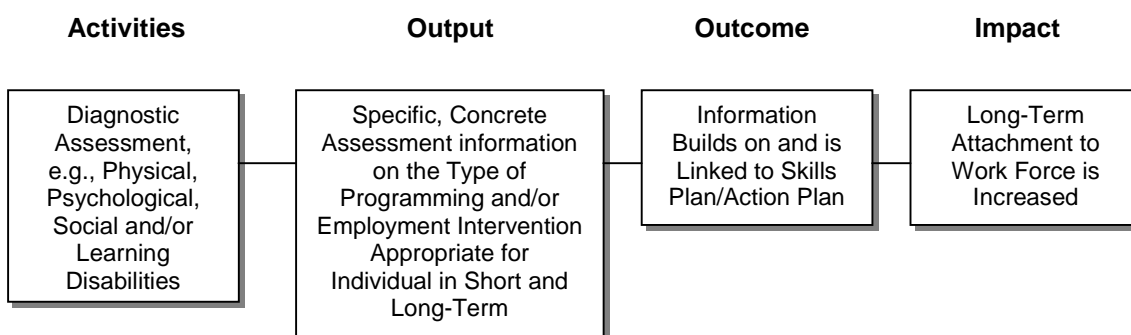 Activities
Output
Outcome
Impact
Diagnostic
Assessment,
e.g., Physical,
Psychological,
Social and/or
Learning
Disabilities
Specific, Concrete
Assessment information
on the Type of
Programming and/or
Employment Intervention
Appropriate for
Individual in Short and
Long-Term
Information
Builds on and is
Linked to Skills
Plan/Action Plan
Long-Term
Attachment to
Work Force is
Increased